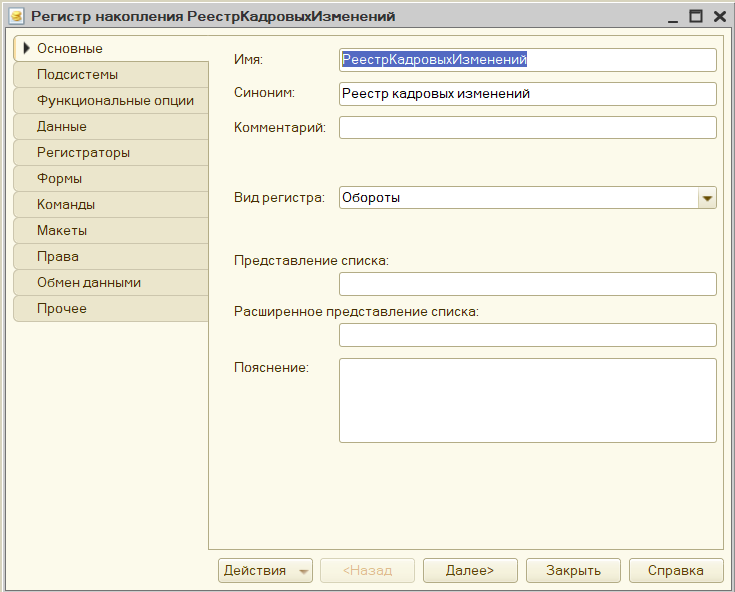 Регистр накопления РеестрКадровыхИзменений
Основные
Подсистемы
Функциональные опции
Данные
Регистраторы
Формы
Команды
Макеты
Права
Обмен данными
Прочее
Имя: РеестрКадровыхИзменений
Синоним: Реестр кадровых изменений
Комментарий:
Вид регистра: Обороты
Представление списка:
Расширенное представление списка:
Пояснение:
Действия <Назад Далее> Закрыть Справка